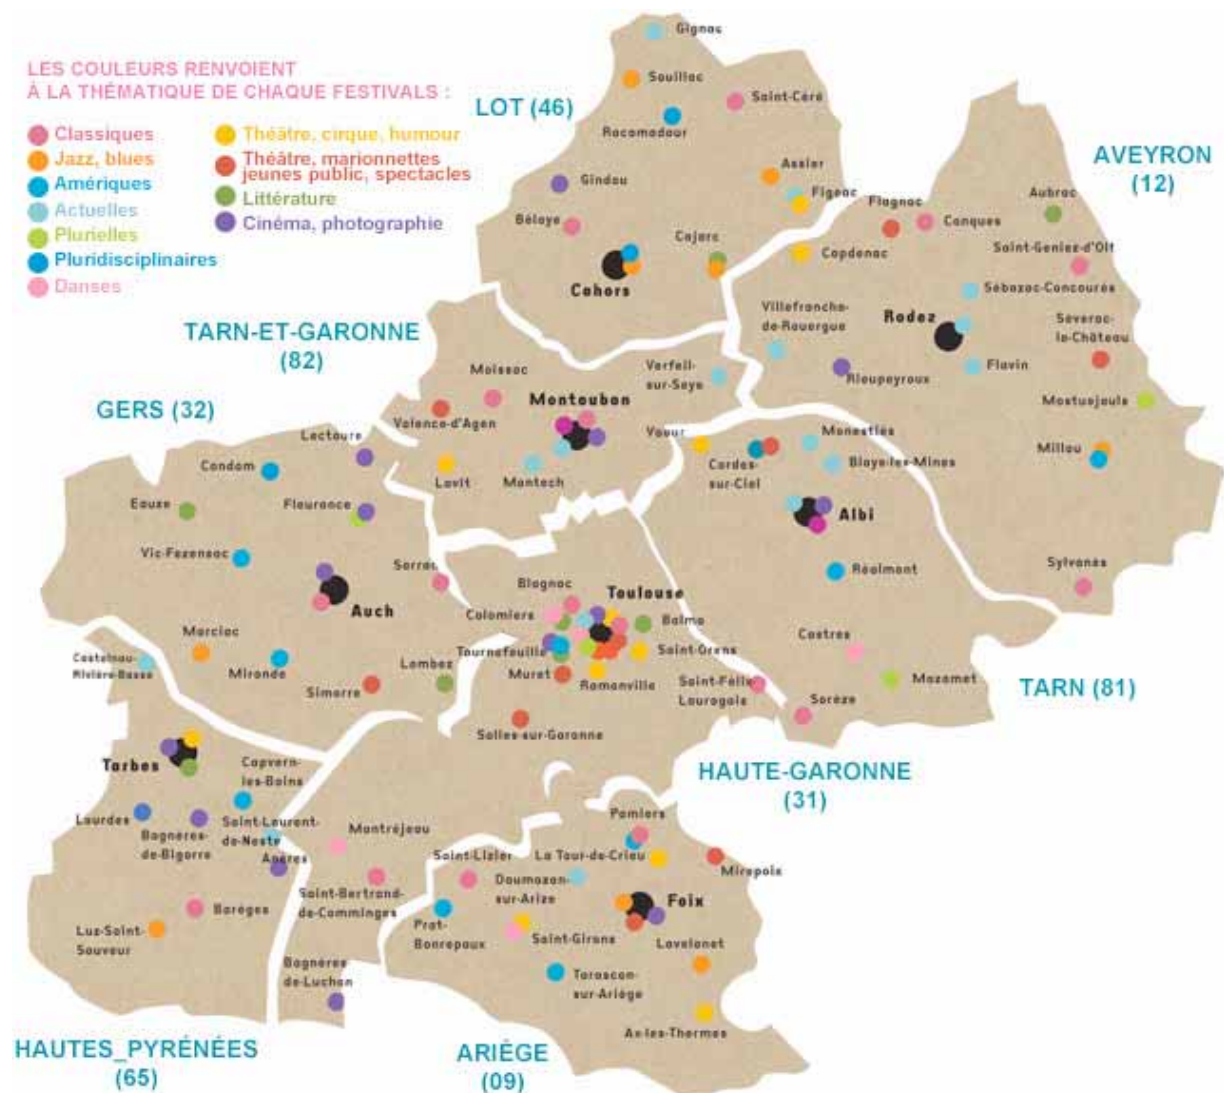 LES COULEURS RENVOIENT
À LA THÉMATIQUE DE CHAQUE FESTIVALS :
Classiques
Jazz, blues
Amériques
Actuelles
Plurielles
Pluridisciplinaires
Danses
Théâtre, cirque, humour
Théâtre, marionnettes
jeunes public, spectacles
Littérature
Cinéma, photographie
LOT (46)
Gignac
Souillac
Saint-Céré
Rocamadour
Assier
Figeac
Gindou
Bélaye
Cajarc
Cahors
AVEYRON
(12)
Aubrac
Flagnac
Conques
Saint-Geniez-d'Olt
Capdenac
Sébazac-Concourès
Villefranche-
de-Rouergue
Rodez
Séverac-
le-Château
Flavin
Rieupeyroux
Mostuejouls
Millau
Sylvanès
TARN-ET-GARONNE
(82)
Moissac
Verfeil-
sur-Seye
Valence-d'Agen
Montauban
Lavit
Montech
GERS (32)
Lectoure
Condom
Eauze
Fleurance
Vic-Fezensac
Sarrac
Auch
Marciac
Mirande
Lombez
Simorre
Vaour
Cordes-
sur-Ciel
Monestiés
Blaye-les-Mines
Albi
Réalmont
Castres
Mazamet
Sorèze
TARN (81)
Blagnac
Toulouse
Colomiers
Balma
Tournefeuille
Saint-Orens
Muret
Ramonville
Saint-Félix-
Lauragais
Salles-sur-Garonne
HAUTE-GARONNE
(31)
Castelnau-
Rivière-Basse
Tarbes
Capvern-
les-Bains
Lourdes
Bagnères-
de-Bigorre
Saint-Laurent-
de-Neste
Anères
Barèges
Luz-Saint-
Sauveur
Montréjeau
Saint-Bertrand-
de-Comminges
Bagnères
de-Luchon
HAUTES_PYRÉNÉES
(65)
Pamiers
Saint-Lizier
La Tour-de-Crieu
Mirepoix
Daumazan-
sur-Arize
Foix
Prat-
Bonrepaux
Saint-Girons
Lavelanet
Tarascon-
sur-Ariège
Ax-les-Thermes
ARIÈGE
(09)